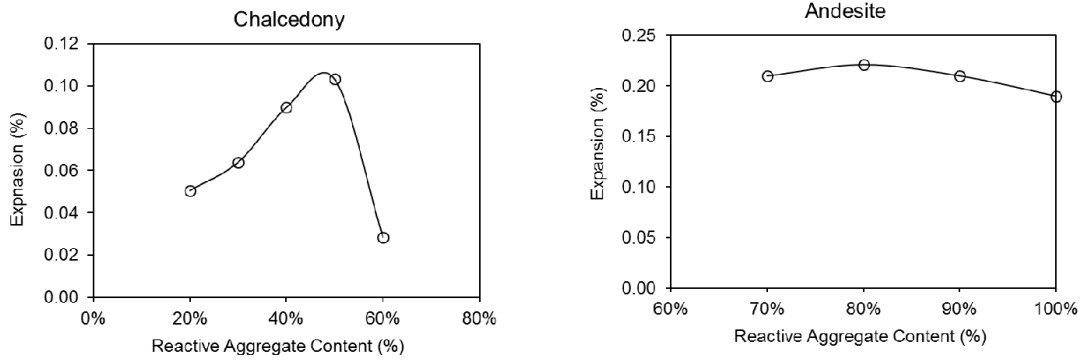 Chalcedony
Expnasion (%)
0.12
0.10
0.08
0.06
0.04
0.02
0.00
0% 20% 40% 60% 80%
Reactive Aggregate Content (%)
Andesite
Expansion (%)
0.25
0.20
0.15
0.10
0.05
0.00
60% 70% 80% 90% 100%
Reactive Aggregate Content (%)